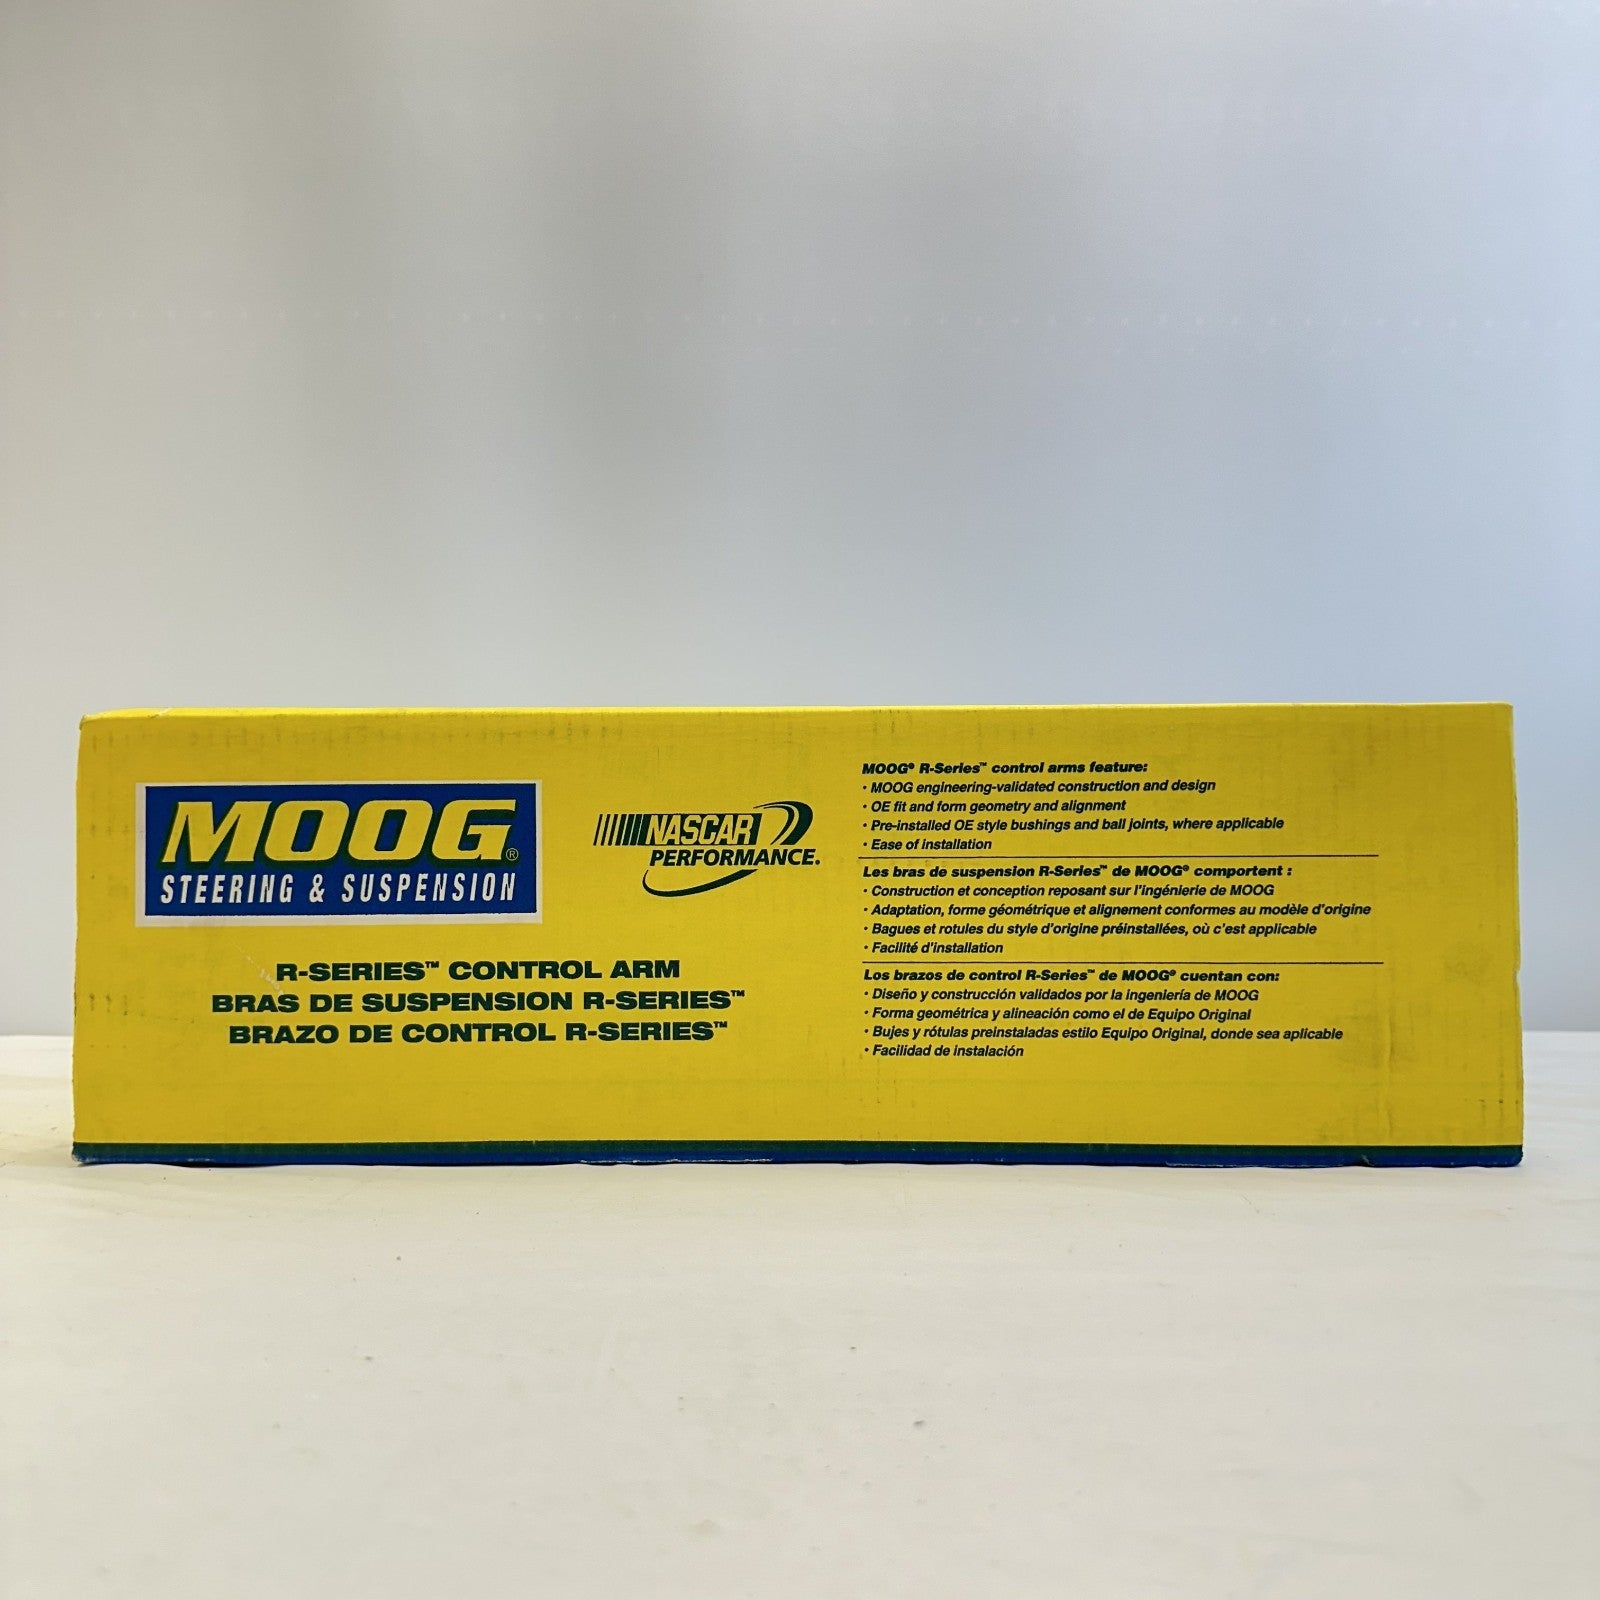 MOOG®
STEERING & SUSPENSION
R-SERIES™ CONTROL ARM
BRAS DE SUSPENSION R-SERIES™
BRAZO DE CONTROL R-SERIES™
NASCAR
PERFORMANCE.
MOOG® R-Series™ control arms feature:
· MOOG engineering-validated construction and design
· OE fit and form geometry and alignment
· Pre-installed OE style bushings and ball joints, where applicable
· Ease of installation
Les bras de suspension R-Series™ de MOOG® comportent :
· Construction et conception reposant sur l'ingénierie de MOOG
· Adaptation, forme géométrique et alignement conformes au modèle d'origine
· Bagues et rotules du style d'origine préinstallées, où c'est applicable
· Facilité d'installation
Los brazos de control R-Series™ de MOOG® cuentan con:
· Diseño y construcción validados por la ingeniería de MOOG
· Forma geométrica y alineación como el de Equipo Original
· Bujes y rótulas preinstaladas estilo Equipo Original, donde sea aplicable
· Facilidad de instalación